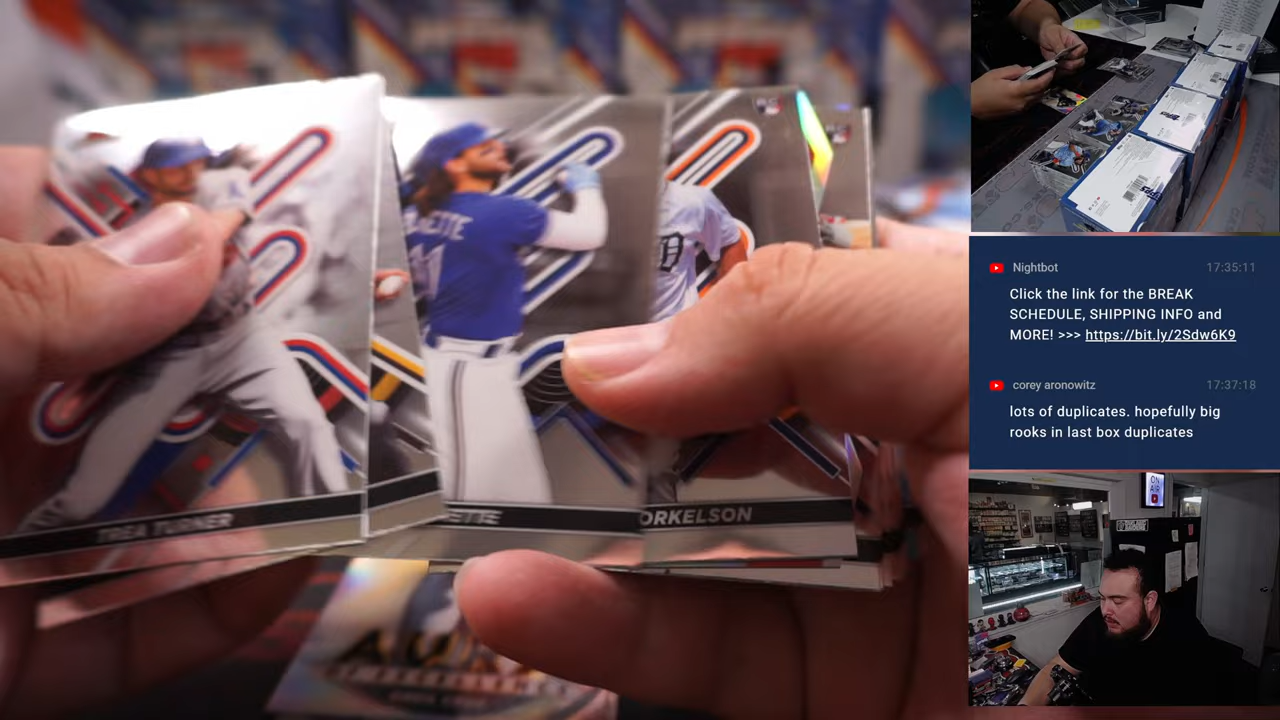 TREA TURNER
ETTE
ORKELSON
D
Nightbot
17:35:11
Click the link for the BREAK
SCHEDULE, SHIPPING INFO and
MORE! >>> https://bit.ly/2Sdw6K9
corey aronowitz
17:37:18
lots of duplicates. hopefully big
rooks in last box duplicates
ON
AIR